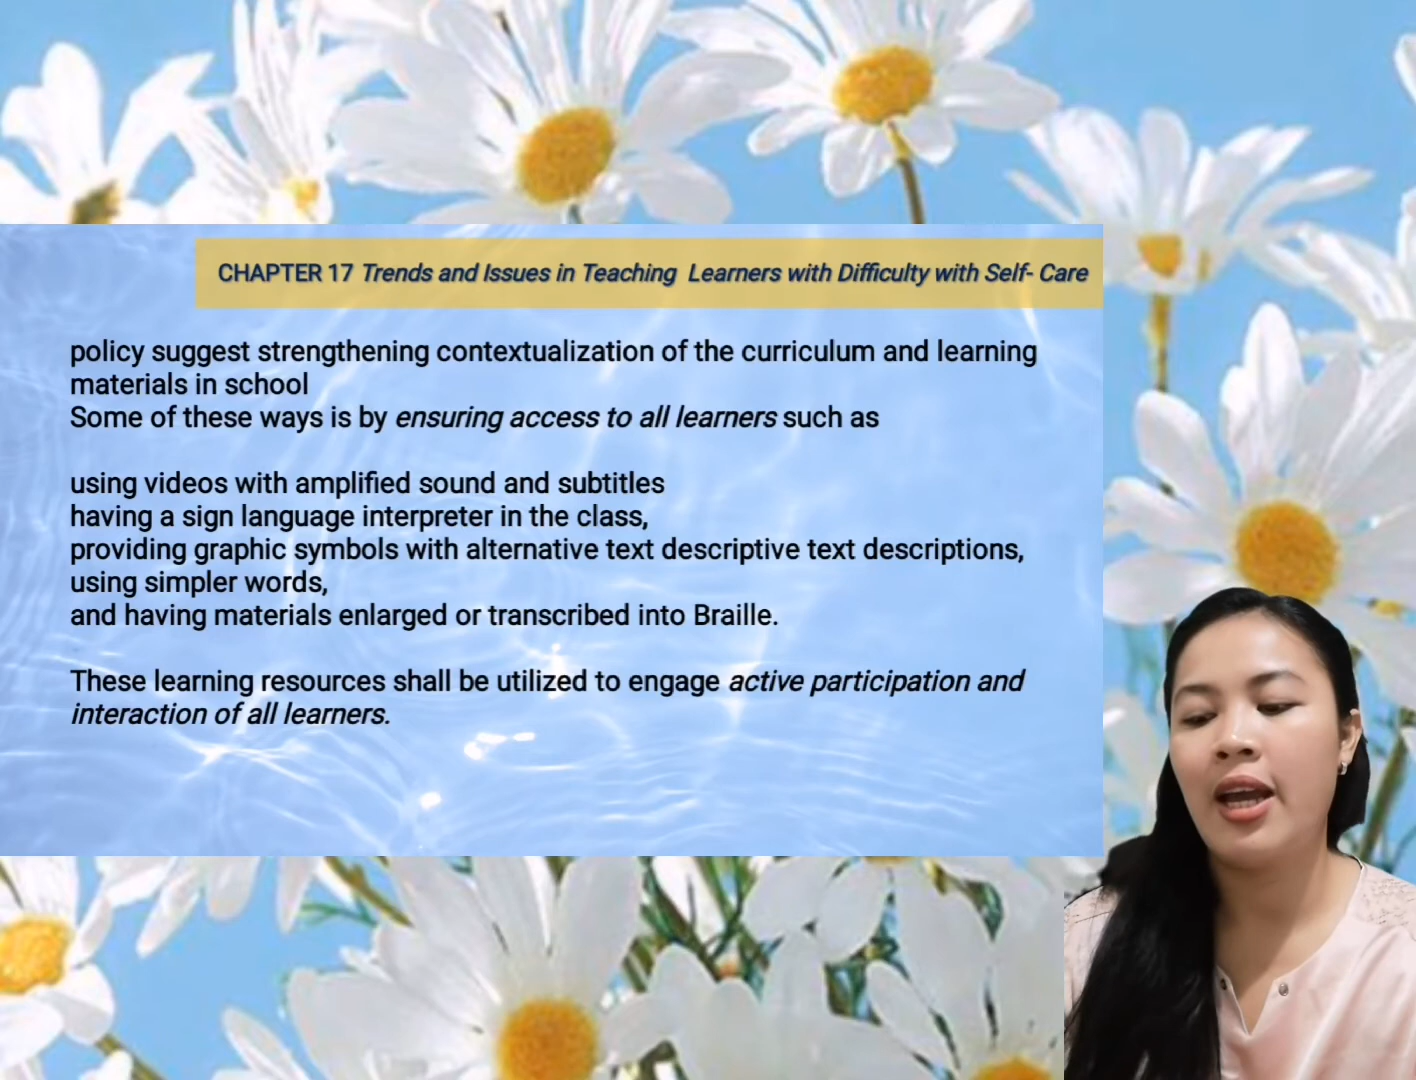 CHAPTER 17 Trends and Issues in Teaching Learners with Difficulty with Self- Care
policy suggest strengthening contextualization of the curriculum and learning
materials in school
Some of these ways is by ensuring access to all learners such as
using videos with amplified sound and subtitles
having a sign language interpreter in the class,
providing graphic symbols with alternative text descriptive text descriptions,
using simpler words,
and having materials enlarged or transcribed into Braille.
These learning resources shall be utilized to engage active participation and
interaction of all learners.